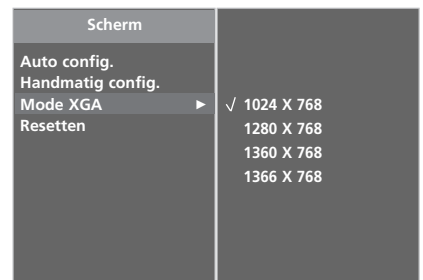 Scherm
Auto config.
Handmatig config.
Mode XGA ►
Resetten
√ 1024 X 768
1280 X 768
1360 X 768
1366 X 768